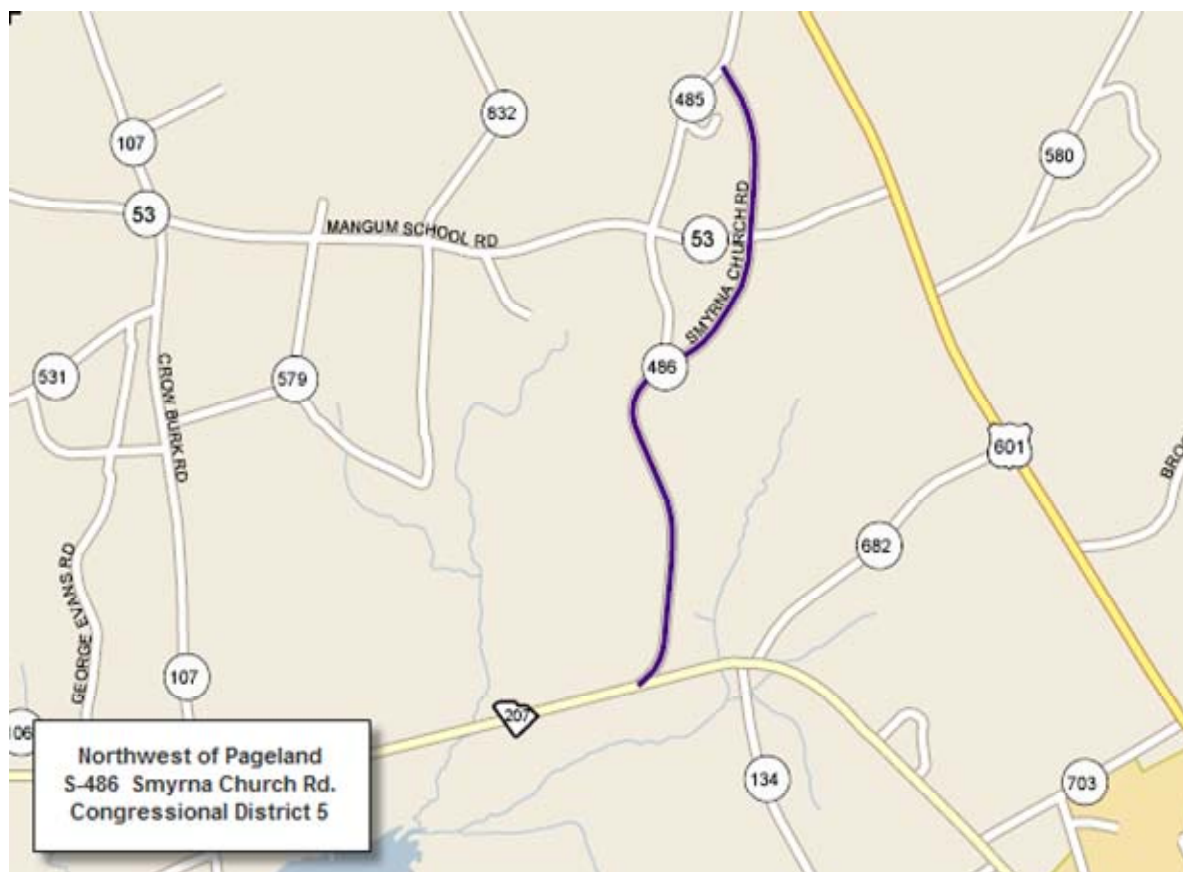 485
832
107
580
53
MANGUM SCHOOL RD
53
SMYRNA CHURCH RD
486
531
579
CROW BURK RD
601
BROO
682
GEORGE EVANS RD
107
207
106
134
703
Northwest of Pageland
S-486 Smyrna Church Rd.
Congressional District 5